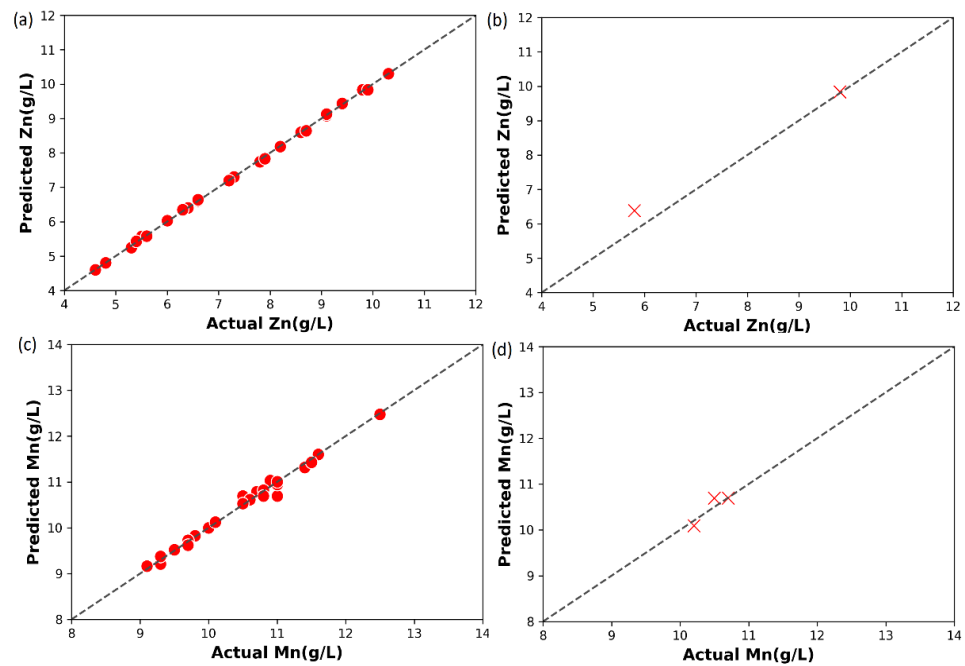 (a)
12
11
10
9
8
7
6
5
4
Predicted Zn(g/L)
4 5 6 7 8 9 10 11 12
Actual Zn(g/L)
(b)
12
11
10
9
8
7
6
5
4
Predicted Zn(g/L)
4 5 6 7 8 9 10 11 12
Actual Zn(g/L)
(c)
14
13
12
11
10
9
8
Predicted Mn(g/L)
8 9 10 11 12 13 14
Actual Mn(g/L)
(d)
14
13
12
11
10
9
8
Predicted Mn(g/L)
8 9 10 11 12 13 14
Actual Mn(g/L)